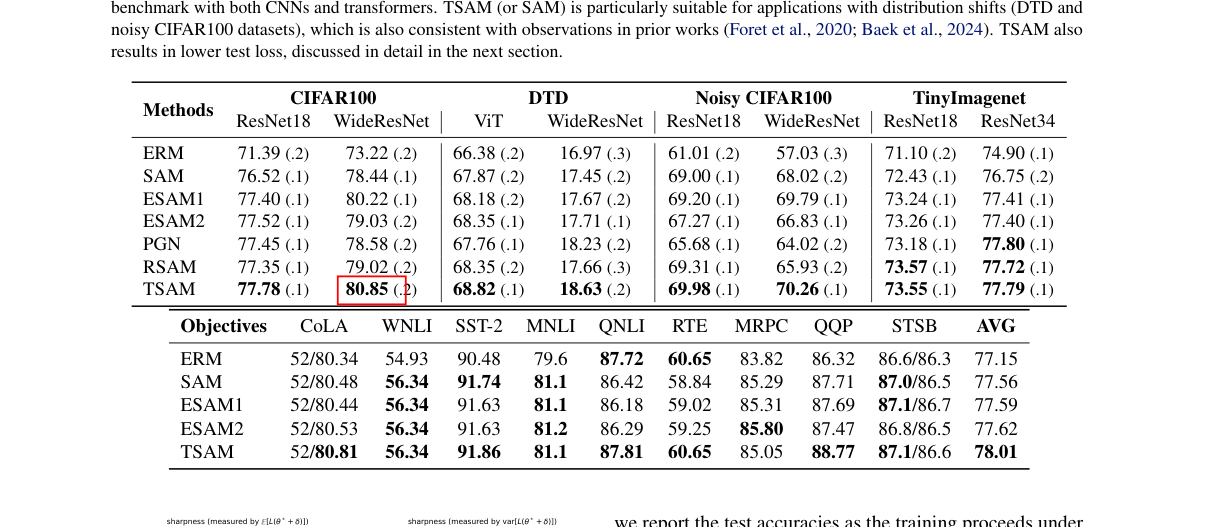 benchmark with both CNNs and transformers. TSAM (or SAM) is particularly suitable for applications with distribution shifts (DTD and
noisy CIFAR100 datasets), which is also consistent with observations in prior works (Foret et al., 2020; Baek et al., 2024). TSAM also
results in lower test loss, discussed in detail in the next section.
Methods CIFAR100 DTD Noisy CIFAR100 TinyImagenet
ResNet18 WideResNet ViT WideResNet ResNet18 WideResNet ResNet18 ResNet34
ERM 71.39 (.2) 73.22 (.2) 66.38 (.2) 16.97 (.3) 61.01 (.2) 57.03 (.3) 71.10 (.2) 74.90 (.1)
SAM 76.52 (.1) 78.44 (.1) 67.87 (.2) 17.45 (.2) 69.00 (.1) 68.02 (.2) 72.43 (.1) 76.75 (.2)
ESAM1 77.40 (.1) 80.22 (.1) 68.18 (.2) 17.67 (.2) 69.20 (.1) 69.79 (.1) 73.24 (.1) 77.41 (.1)
ESAM2 77.52 (.1) 79.03 (.2) 68.35 (.1) 17.71 (.1) 67.27 (.1) 66.83 (.1) 73.26 (.1) 77.40 (.1)
PGN 77.45 (.1) 78.58 (.2) 67.76 (.1) 18.23 (.2) 65.68 (.1) 64.02 (.2) 73.18 (.1) 77.80 (.1)
RSAM 77.35 (.1) 79.02 (.2) 68.35 (.2) 17.66 (.3) 69.31 (.1) 65.93 (.2) 73.57 (.1) 77.72 (.1)
TSAM 77.78 (.1) 80.85 (.2) 68.82 (.1) 18.63 (.2) 69.98 (.1) 70.26 (.1) 73.55 (.1) 77.79 (.1)
Objectives CoLA WNLI SST-2 MNLI QNLI RTE MRPC QQP STSB AVG
ERM 52/80.34 54.93 90.48 79.6 87.72 60.65 83.82 86.32 86.6/86.3 77.15
SAM 52/80.48 56.34 91.74 81.1 86.42 58.84 85.29 87.71 87.0/86.5 77.56
ESAM1 52/80.44 56.34 91.63 81.1 86.18 59.02 85.31 87.69 87.1/86.7 77.59
ESAM2 52/80.53 56.34 91.63 81.2 86.29 59.25 85.80 87.47 86.8/86.5 77.62
TSAM 52/80.81 56.34 91.86 81.1 87.81 60.65 85.05 88.77 87.1/86.6 78.01
sharpness (measured by 𝔼[L(θ* + δ)]) sharpness (measured by var[L(θ* + δ)])
we report the test accuracies as the training proceeds under